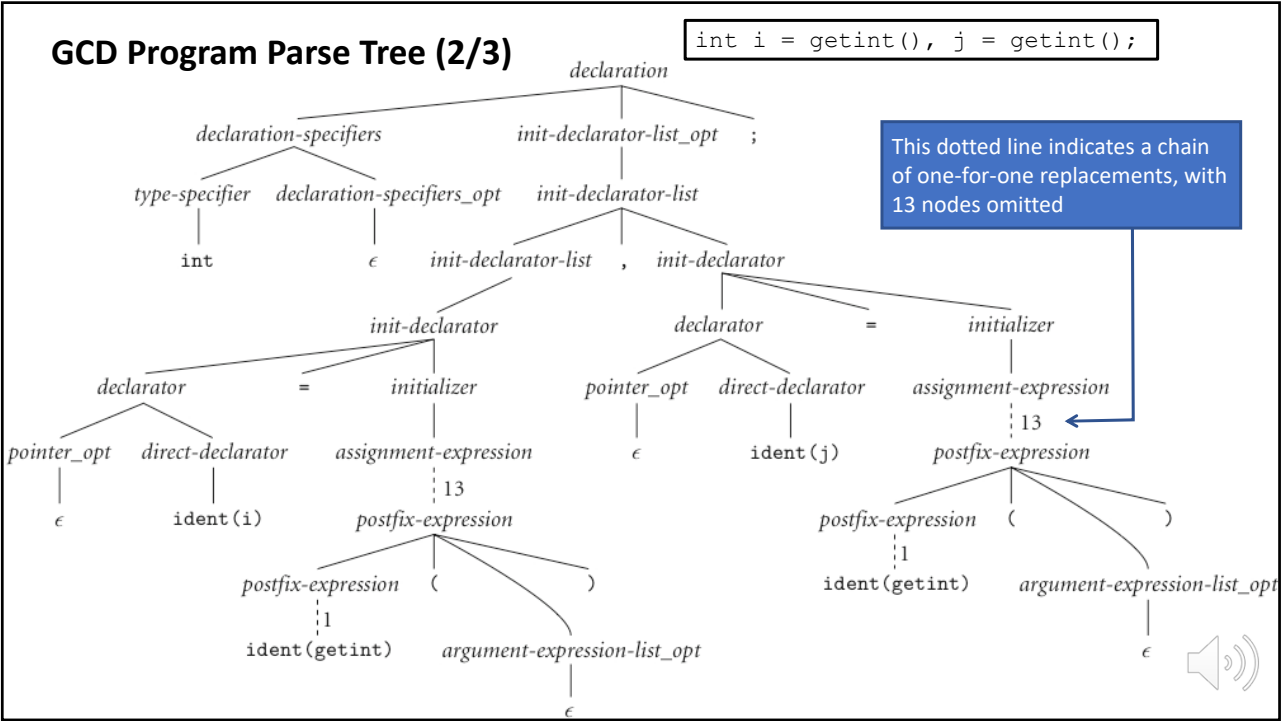 GCD Program Parse Tree (2/3)
int i = getint(), j = getint();
declaration
declaration-specifiers init-declarator-list_opt ;
This dotted line indicates a chain
of one-for-one replacements, with
13 nodes omitted
type-specifier declaration-specifiers_opt init-declarator-list
int ϵ init-declarator-list , init-declarator
init-declarator declarator = initializer
declarator = initializer pointer_opt direct-declarator assignment-expression
13
pointer_opt direct-declarator assignment-expression ϵ ident(j) postfix-expression
13
ϵ ident(i) postfix-expression postfix-expression ( )
1
postfix-expression ( ) ident(getint) argument-expression-list_opt
1
ident(getint) argument-expression-list_opt ϵ
ϵ